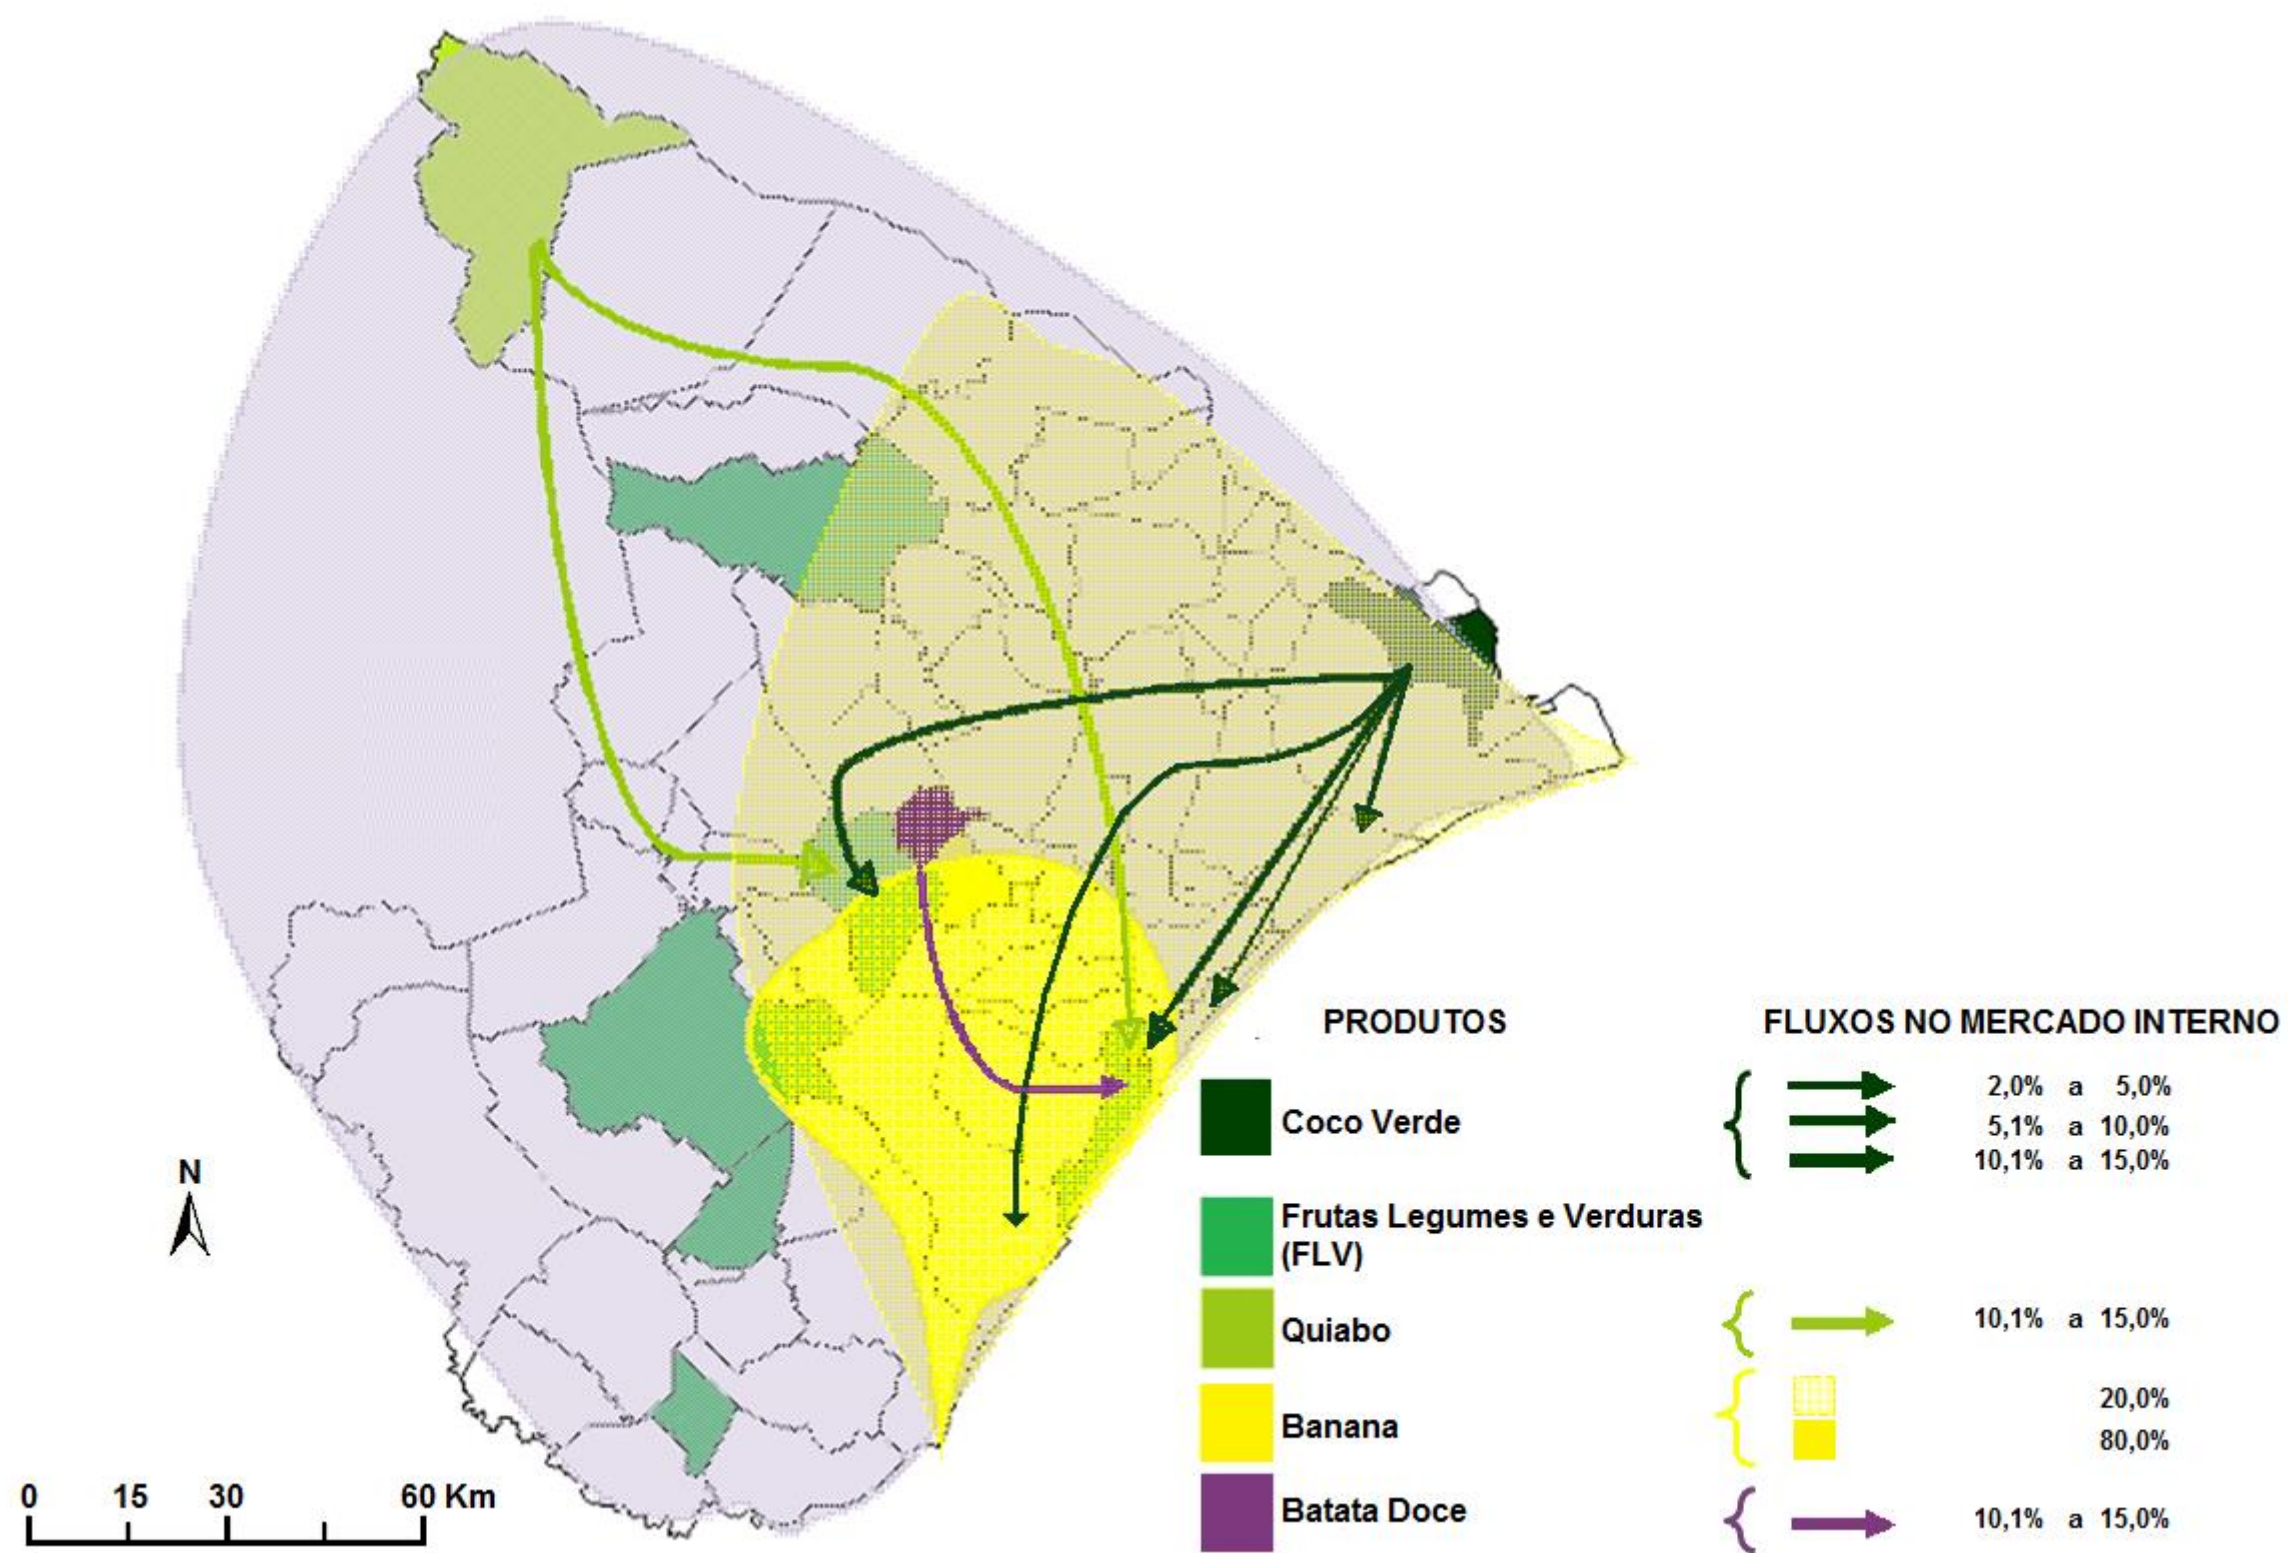 PRODUTOS
FLUXOS NO MERCADO INTERNO
Coco Verde
2,0% a 5,0%
5,1% a 10,0%
10,1% a 15,0%
Frutas Legumes e Verduras
(FLV)
Quiabo
10,1% a 15,0%
Banana
20,0%
80,0%
Batata Doce
10,1% a 15,0%
N
0 15 30 60 Km